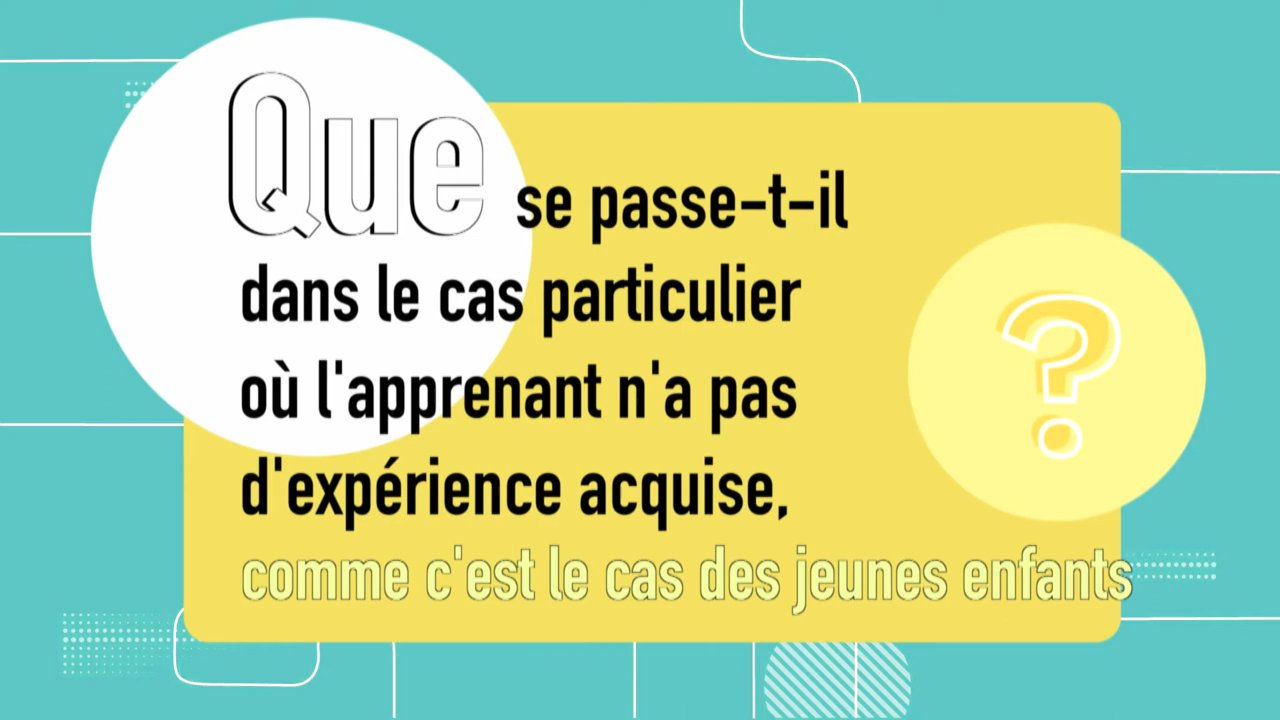 Que se passe-t-il
dans le cas particulier
où l'apprenant n'a pas
d'expérience acquise,
comme c'est le cas des jeunes enfants
?